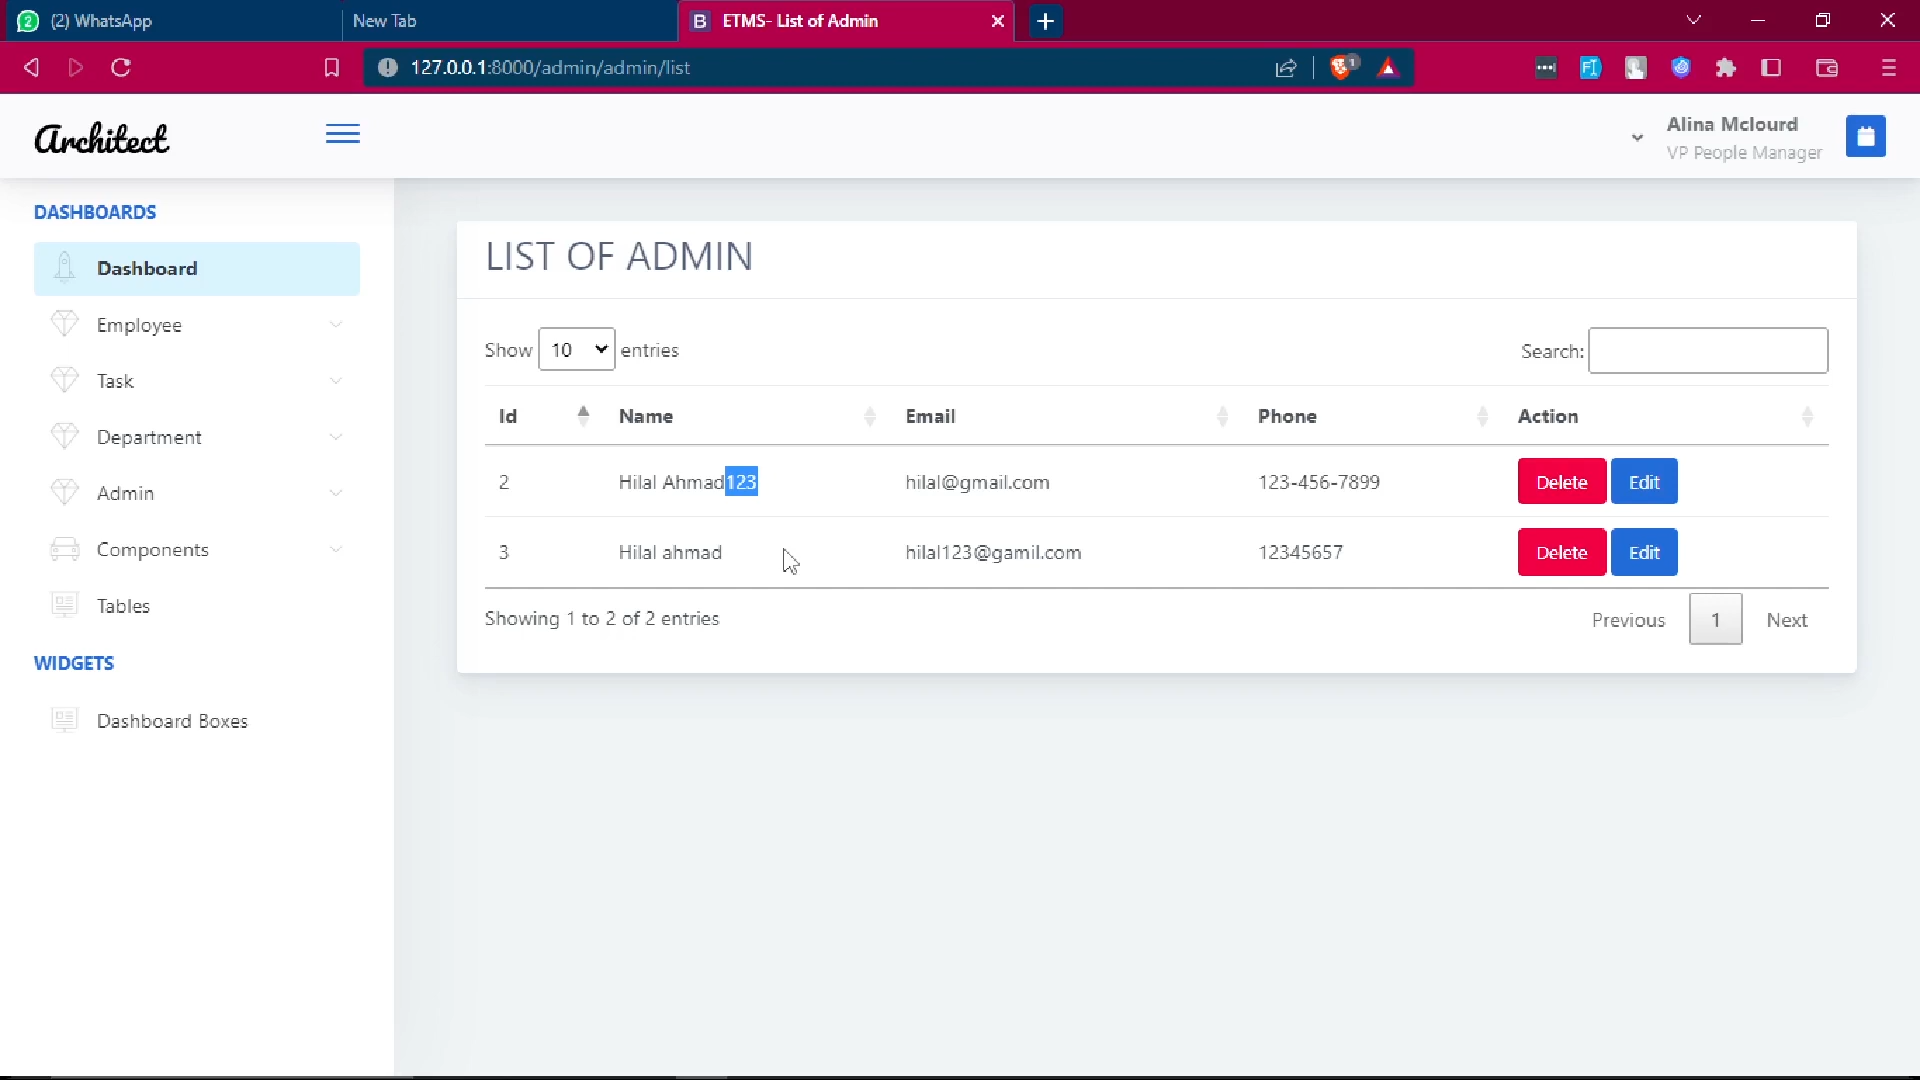 2 (2) WhatsApp
New Tab
B ETMS- List of Admin
127.0.0.1:8000/admin/admin/list
1
Architect
Alina Mclourd
VP People Manager
DASHBOARDS
Dashboard
Employee
Task
Department
Admin
Components
Tables
WIDGETS
Dashboard Boxes
LIST OF ADMIN
Show 10 entries
Search:
Id Name Email Phone Action
2 Hilal Ahmad123 hilal@gmail.com 123-456-7899 Delete Edit
3 Hilal ahmad hilal123@gamil.com 12345657 Delete Edit
Showing 1 to 2 of 2 entries
Previous 1 Next